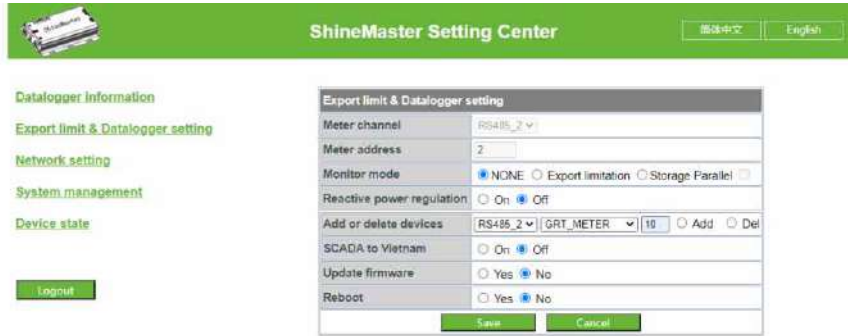 ShineMaster
ShineMaster Setting Center
简体中文
English
Datalogger information
Export limit & Datalogger setting
Network setting
System management
Device state
Logout
Export limit & Datalogger setting
Meter channel RS485_2
Meter address 2
Monitor mode NONE Export limitation Storage Parallel
Reactive power regulation On Off
Add or delete devices RS485_2 GRT_METER 10 Add Del
SCADA to Vietnam On Off
Update firmware Yes No
Reboot Yes No
Save Cancel